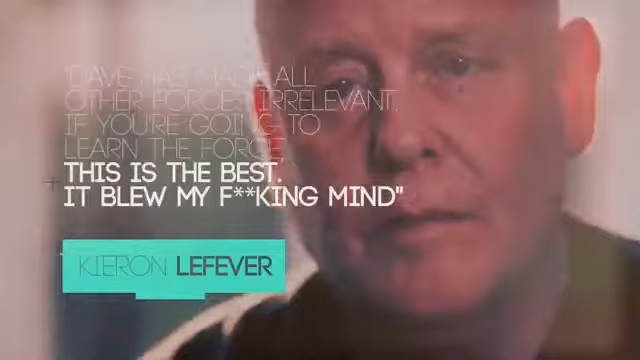 "DAVE HAS MADE ALL
OTHER FORCES IRRELEVANT.
IF YOU'RE GOING TO
LEARN THE FORCE,
THIS IS THE BEST.
IT BLEW MY F**KING MIND"
KIERON LEFEVER